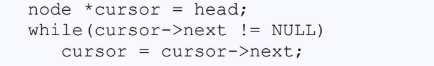 node *cursor = head;
while(cursor->next != NULL)
cursor = cursor->next;